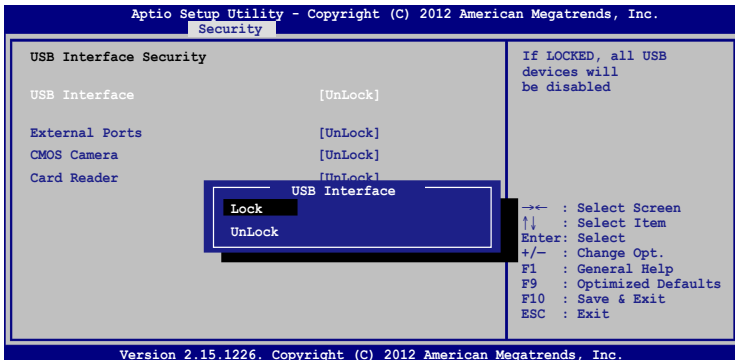 Aptio Setup Utility - Copyright (C) 2012 American Megatrends, Inc.
Security
USB Interface Security
USB Interface [UnLock]
External Ports [UnLock]
CMOS Camera [UnLock]
Card Reader [UnLock]
USB Interface
Lock
UnLock
If LOCKED, all USB
devices will
be disabled
→← : Select Screen
↑↓ : Select Item
Enter: Select
+/— : Change Opt.
F1 : General Help
F9 : Optimized Defaults
F10 : Save & Exit
ESC : Exit
Version 2.15.1226. Copyright (C) 2012 American Megatrends, Inc.